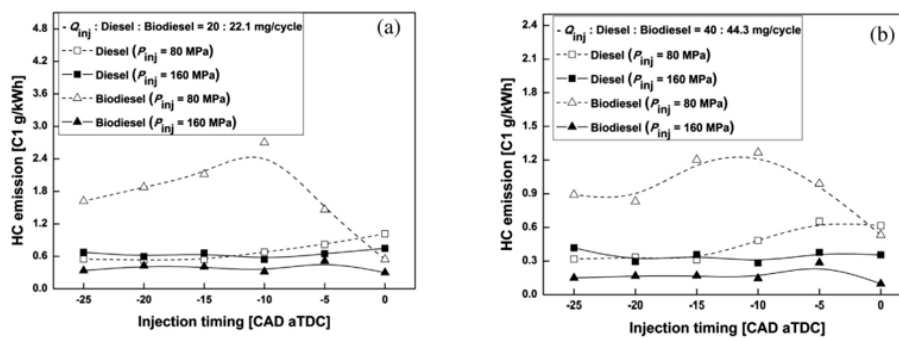 (a)
- Qinj : Diesel : Biodiesel = 20 : 22.1 mg/cycle
Diesel (Pinj = 80 MPa)
Diesel (Pinj = 160 MPa)
Biodiesel (Pinj = 80 MPa)
Biodiesel (Pinj = 160 MPa)
HC emission [C1 g/kWh]
4.8
4.2
3.6
3.0
2.4
1.8
1.2
0.6
0.0
-25 -20 -15 -10 -5 0
Injection timing [CAD aTDC]
(b)
- Qinj : Diesel : Biodiesel = 40 : 44.3 mg/cycle
Diesel (Pinj = 80 MPa)
Diesel (Pinj = 160 MPa)
Biodiesel (Pinj = 80 MPa)
Biodiesel (Pinj = 160 MPa)
HC emission [C1 g/kWh]
2.4
2.1
1.8
1.5
1.2
0.9
0.6
0.3
0.0
-25 -20 -15 -10 -5 0
Injection timing [CAD aTDC]